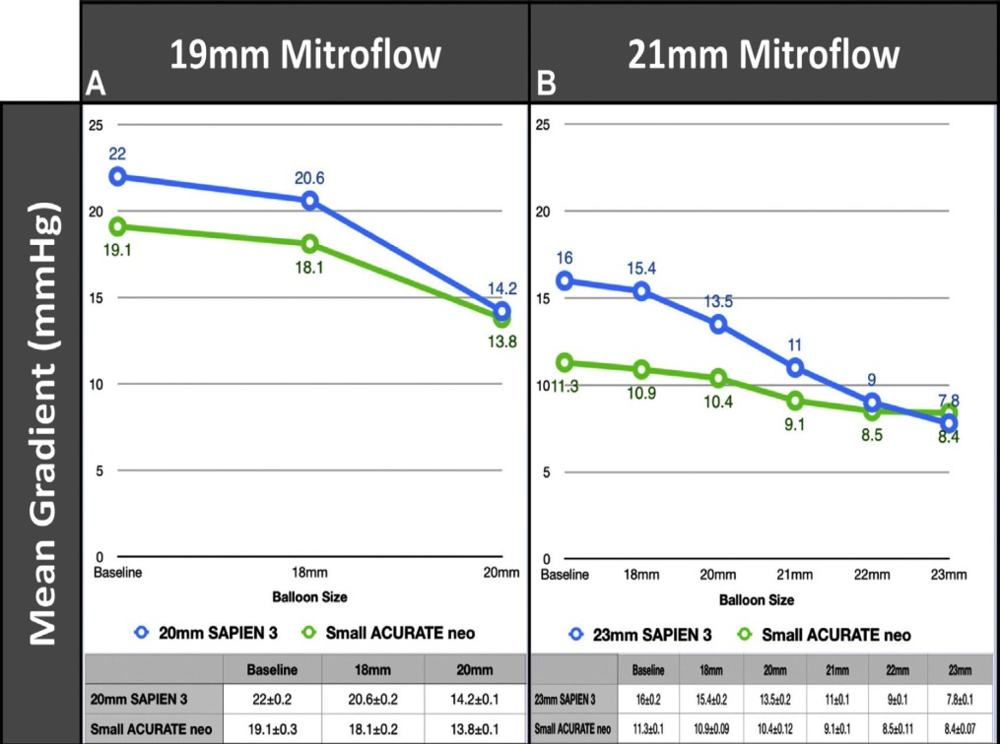 19mm Mitroflow
21mm Mitroflow
A
B
Mean Gradient (mmHg)
25
20
15
10
5
0
22
20.6
14.2
19.1
18.1
13.8
Baseline 18mm 20mm
Balloon Size
20mm SAPIEN 3 Small ACURATE neo
Baseline 18mm 20mm
20mm SAPIEN 3 22±0.2 20.6±0.2 14.2±0.1
Small ACURATE neo 19.1±0.3 18.1±0.2 13.8±0.1
25
20
15
10
5
0
16
15.4
13.5
11
9
7.8
11.3
10.9
10.4
9.1
8.5
8.4
Baseline 18mm 20mm 21mm 22mm 23mm
Balloon Size
23mm SAPIEN 3 Small ACURATE neo
Baseline 18mm 20mm 21mm 22mm 23mm
23mm SAPIEN 3 16±0.2 15.4±0.2 13.5±0.2 11±0.1 9±0.1 7.8±0.1
Small ACURATE neo 11.3±0.1 10.9±0.09 10.4±0.12 9.1±0.1 8.5±0.11 8.4±0.07